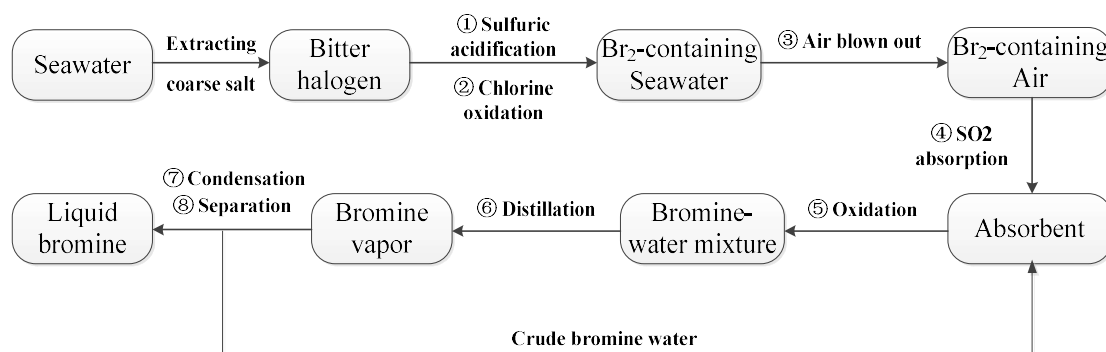 Seawater
Extracting
coarse salt
Bitter
halogen
① Sulfuric
acidification
② Chlorine
oxidation
Br₂-containing
Seawater
③ Air blown out
Br₂-containing
Air
④ SO2
absorption
Absorbent
⑤ Oxidation
Bromine-
water mixture
⑥ Distillation
Bromine
vapor
⑦ Condensation
⑧ Separation
Liquid
bromine
Crude bromine water